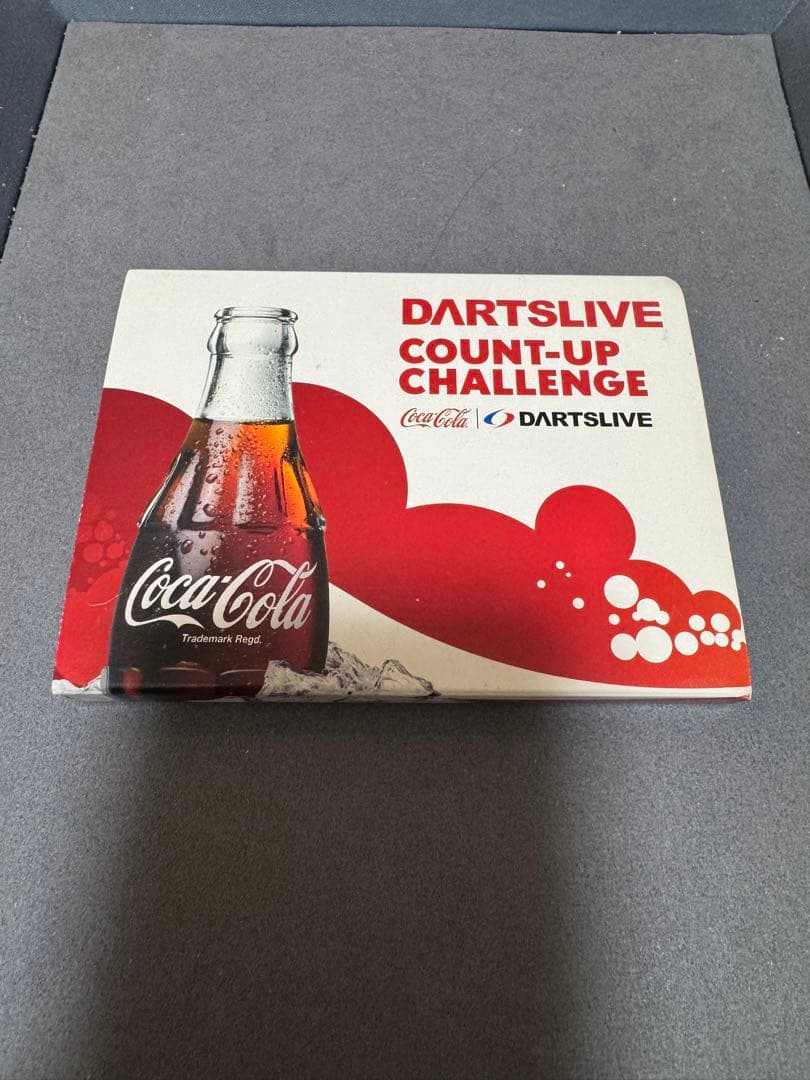 DARTSLIVE
COUNT-UP
CHALLENGE
Coca-Cola | DARTSLIVE
Coca-Cola
Trademark Regd.